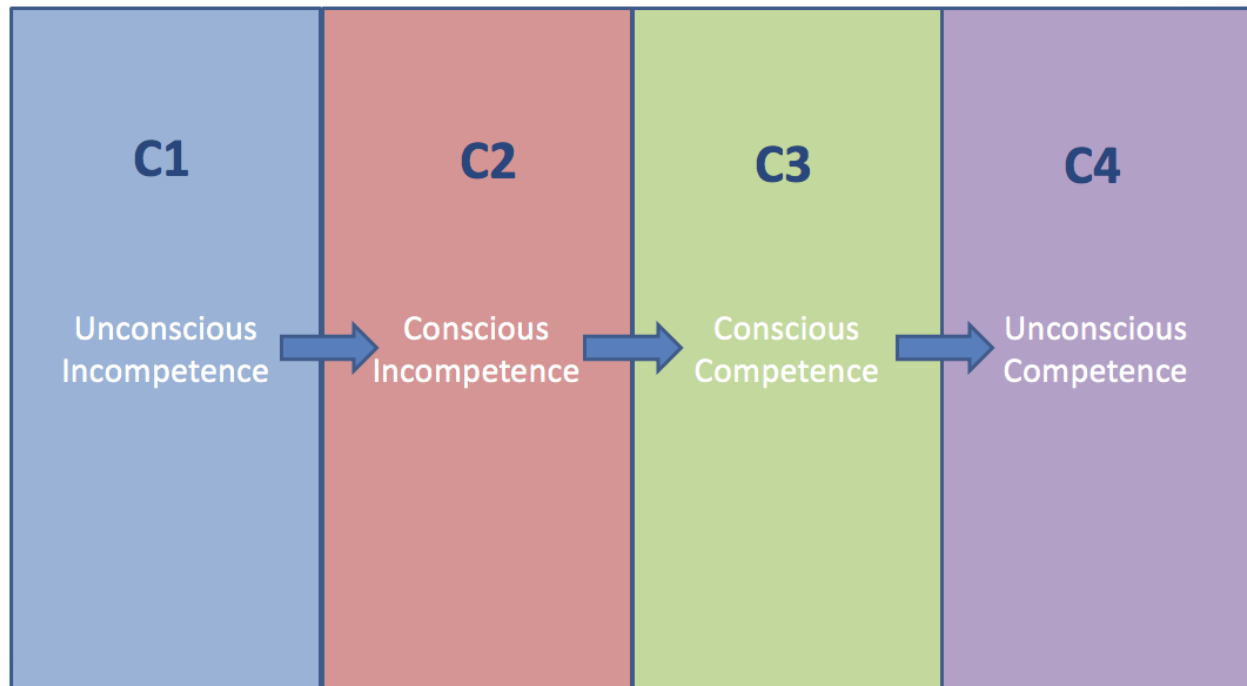 C1
Unconscious
Incompetence
C2
Conscious
Incompetence
C3
Conscious
Competence
C4
Unconscious
Competence